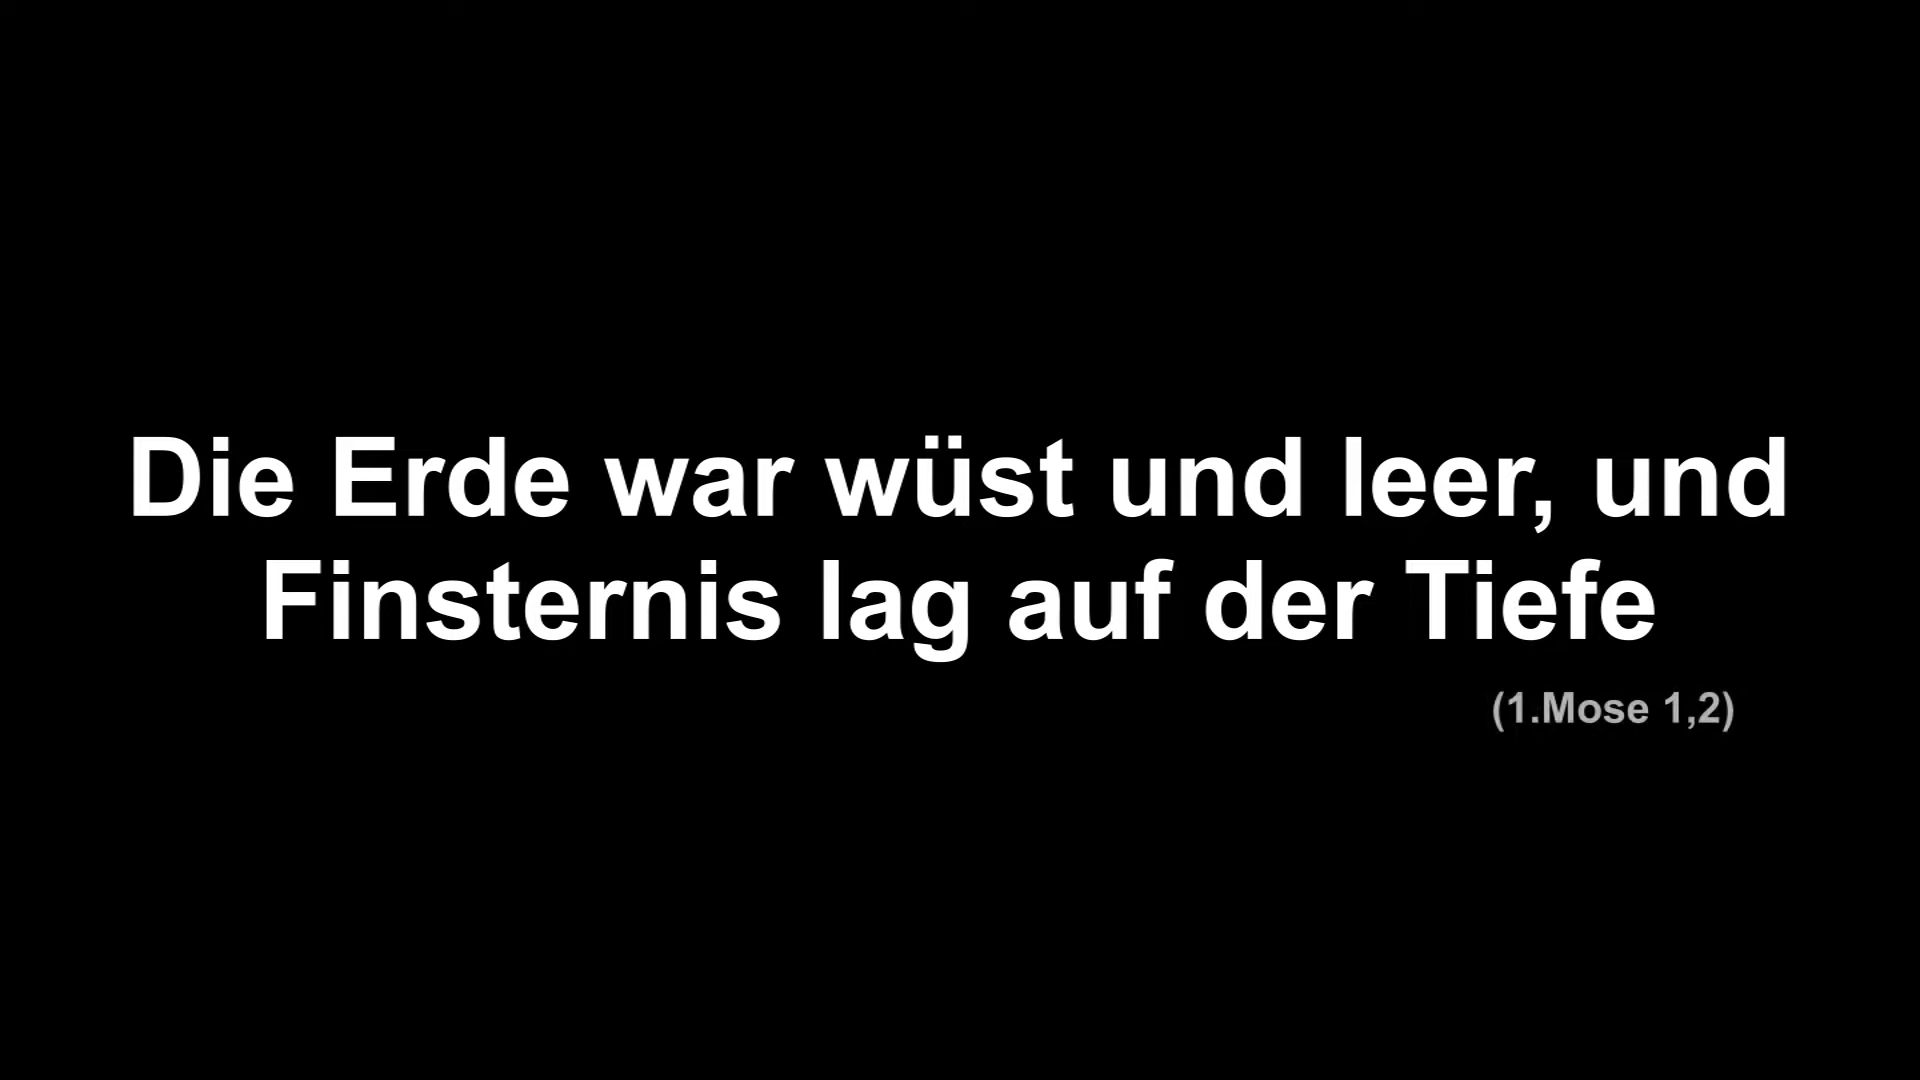 Die Erde war wüst und leer, und
Finsternis lag auf der Tiefe
(1.Mose 1,2)